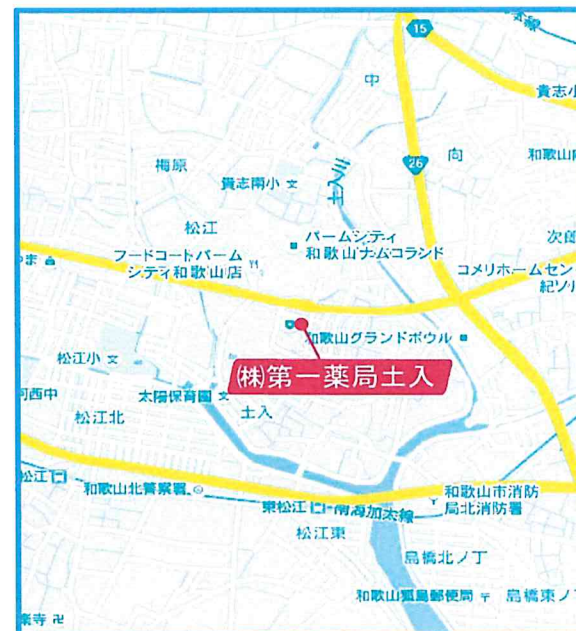 15
中
貴志小
26
向
和歌山
梅原
貴志南小
松江
パームシティ
和歌山ナムコランド
次郎
フードコートパーム
シティ和歌山店
コメリホームセン
紀ノ川
和歌山グランドボウル
松江小
㈱第一薬局土入
河西中
太陽保育園
土入
松江北
松江
和歌山北警察署
東松江
南海加太線
和歌山市消防
局北消防署
松江東
島橋北ノ丁
和歌山狐島郵便局
島橋東ノ丁
楽寺